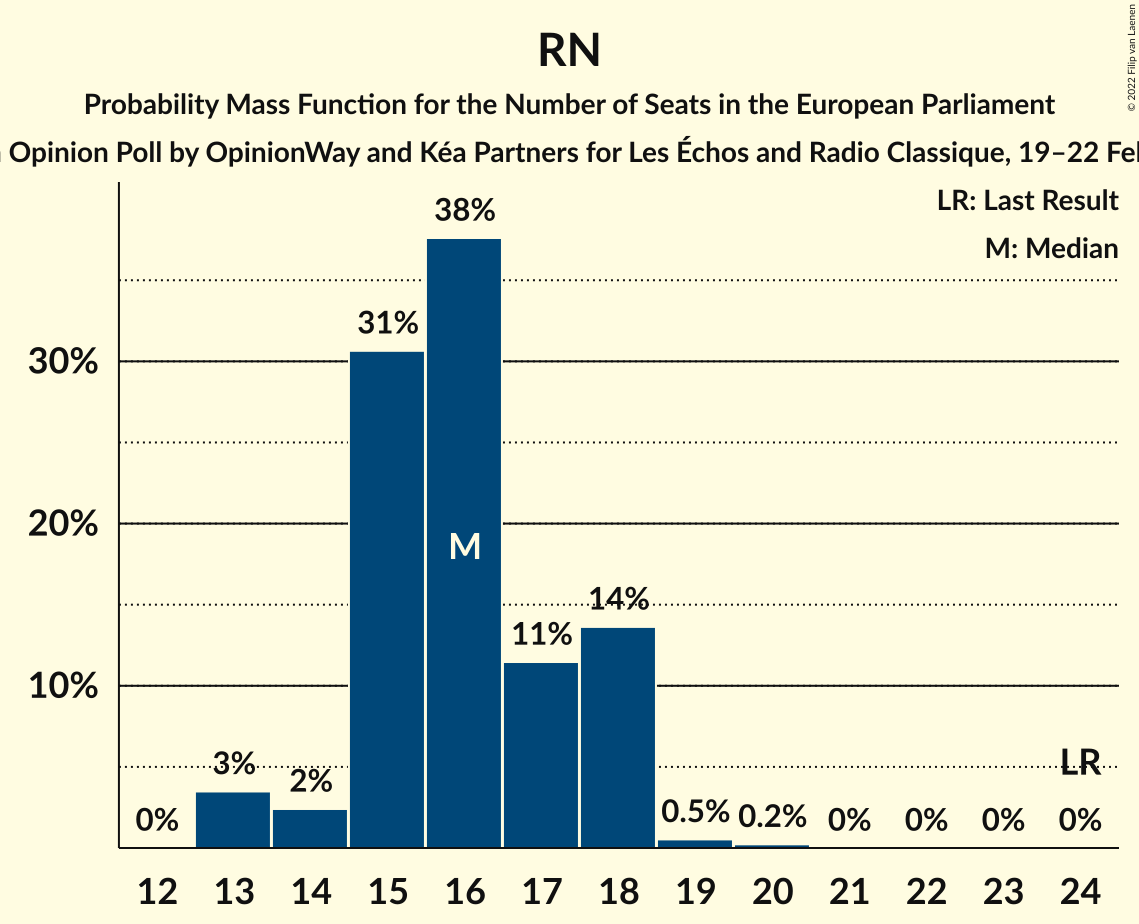 RN
Probability Mass Function for the Number of Seats in the European Parliament
Opinion Poll by OpinionWay and Kéa Partners for Les Échos and Radio Classique, 19–22
© 2022 Filip van Laenen
LR: Last Result
M: Median
38%
31%
30%
20%
M
14%
11%
10%
LR
3%
2%
0% 0.5% 0.2% 0% 0% 0% 0%
12 13 14 15 16 17 18 19 20 21 22 23 24